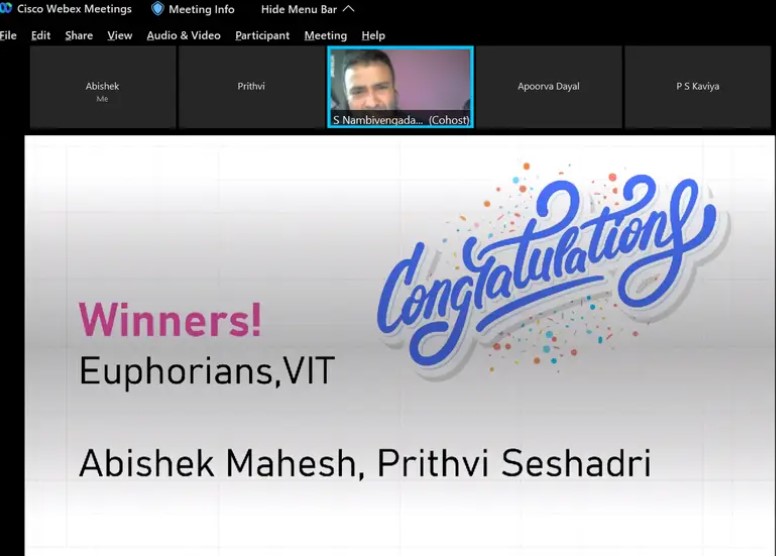 Cisco Webex Meetings Meeting Info Hide Menu Bar
File Edit Share View Audio & Video Participant Meeting Help
Abishek
Me
Prithvi
S Nambivengada... (Cohost)
Apoorva Dayal
P S Kaviya
Congratulations
Winners!
Euphorians,VIT
Abishek Mahesh, Prithvi Seshadri